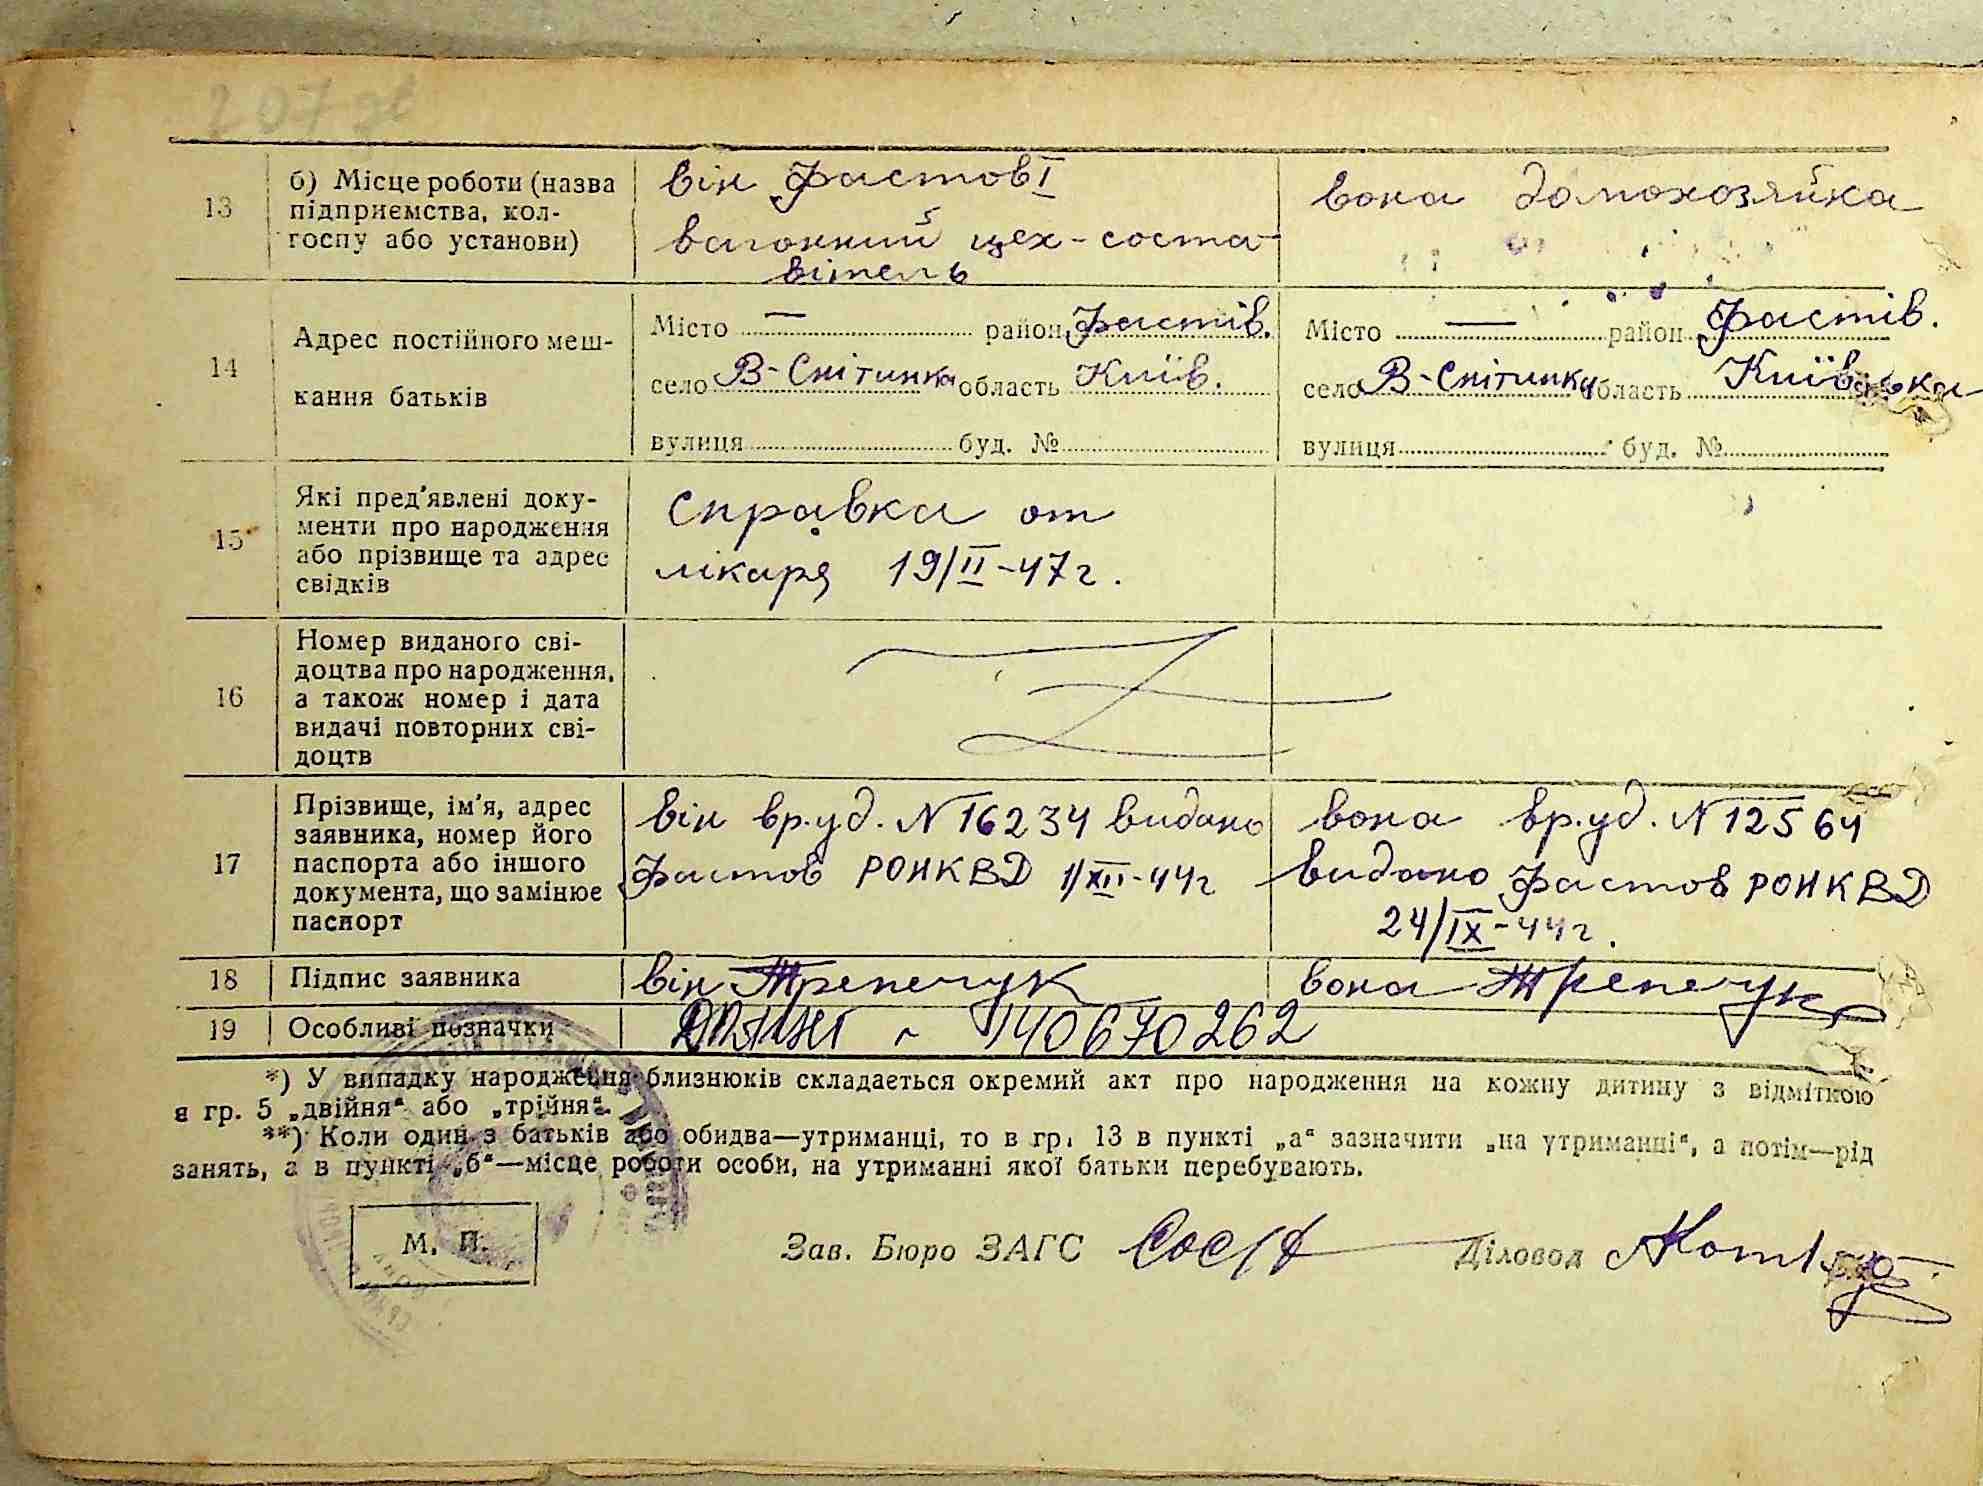 207 зв
13 б) Місце роботи (назва підприємства, кол-госпу або установи) він Фастов I вона домохозяйка
вагонний цех-соста-
вітель
14 Адрес постійного меш-кання батьків
Місто — район Фастів. Місто — район Фастів.
село В-Снітинка область Київ. село В-Снітинка область Київська
вулиця буд. № вулиця буд. №
15 Які пред'явлені доку-
менти про народження
або прізвище та адрес
свідків
Справка от
лікаря 19/II-47г.
16 Номер виданого сві-
доцтва про народження,
а також номер і дата
видачі повторних сві-
доцтв
17 Прізвище, ім'я, адрес
заявника, номер його
паспорта або іншого
документа, що замінює
паспорт
він вр.уд. N 16234 видано
Фастов РОНКВД 1/XII-44г
вона вр.уд. N 12564
видано Фастов РОНКВД
24/IX-44г.
18 Підпис заявника він Трепечук вона Трепечук
19 Особливі позначки 140670262
*) У випадку народження близнюків складається окремий акт про народження на кожну дитину з відміткою
в гр. 5 „двійня“ або „трійня“.
**) Коли один з батьків або обидва—утриманці, то в гр. 13 в пункті „а“ зазначити „на утриманні“, а потім—рід
занять, а в пункті „б“—місце роботи особи, на утриманні якої батьки перебувають.
М. П. Зав. Бюро ЗАГС Діловод